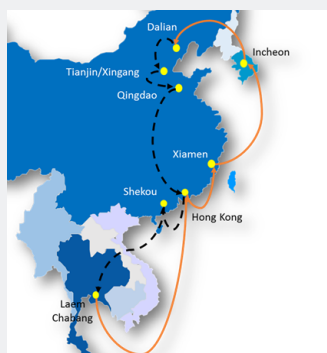 Dalian
Incheon
Tianjin/Xingang
Qingdao
Xiamen
Shekou
Hong Kong
Laem
Chabang